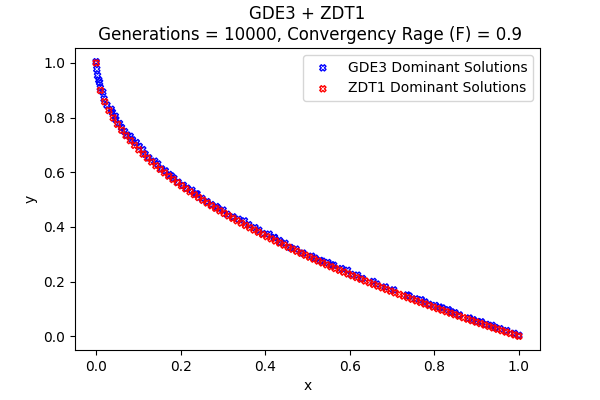 GDE3 + ZDT1
Generations = 10000, Convergency Rage (F) = 0.9
GDE3 Dominant Solutions
ZDT1 Dominant Solutions
1.0
0.8
0.6
0.4
0.2
0.0
y
0.0 0.2 0.4 0.6 0.8 1.0
x